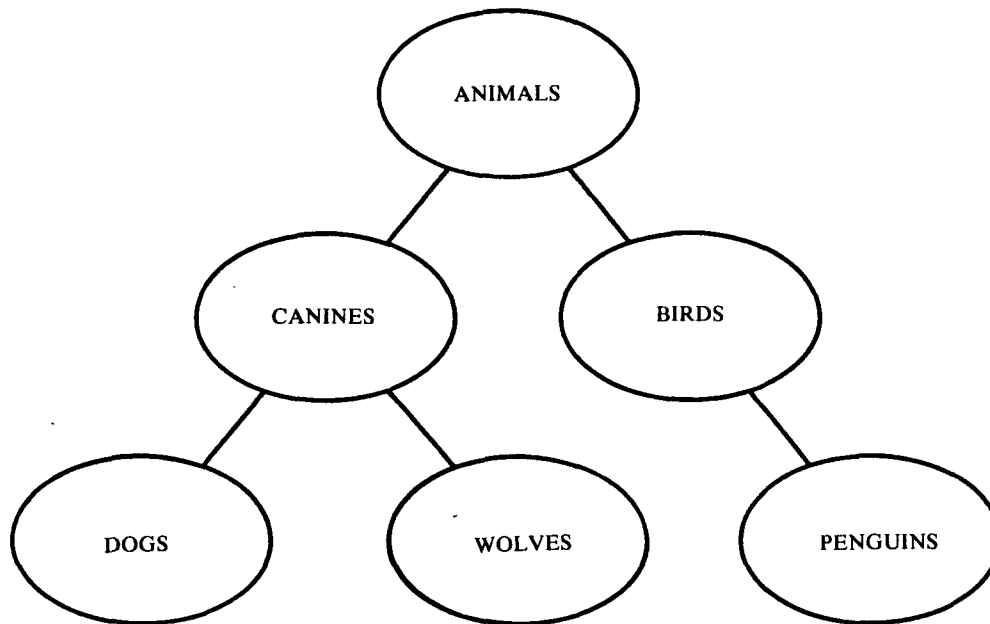 ANIMALS
CANINES
BIRDS
DOGS
WOLVES
PENGUINS